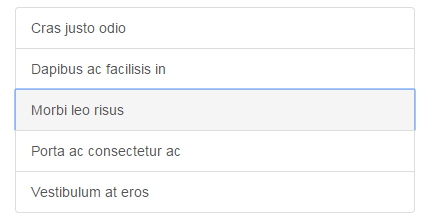 Cras justo odio
Dapibus ac facilisis in
Morbi leo risus
Porta ac consectetur ac
Vestibulum at eros